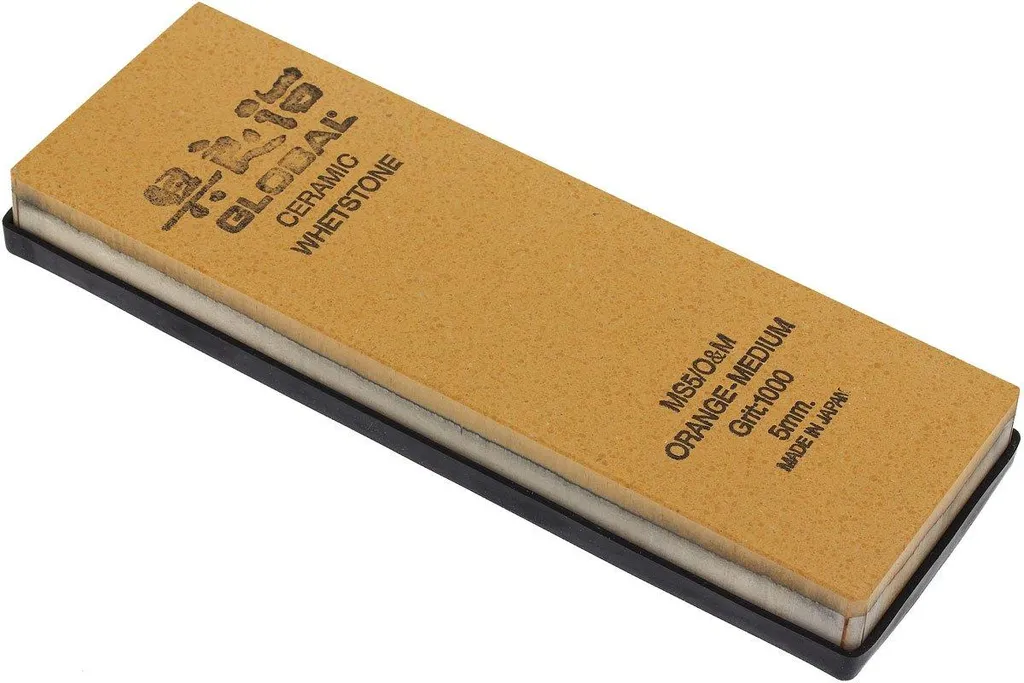 GLOBAL®
CERAMIC
WHETSTONE
MS5/O&M
ORANGE-MEDIUM
Grit:1000
5mm.
MADE IN JAPAN